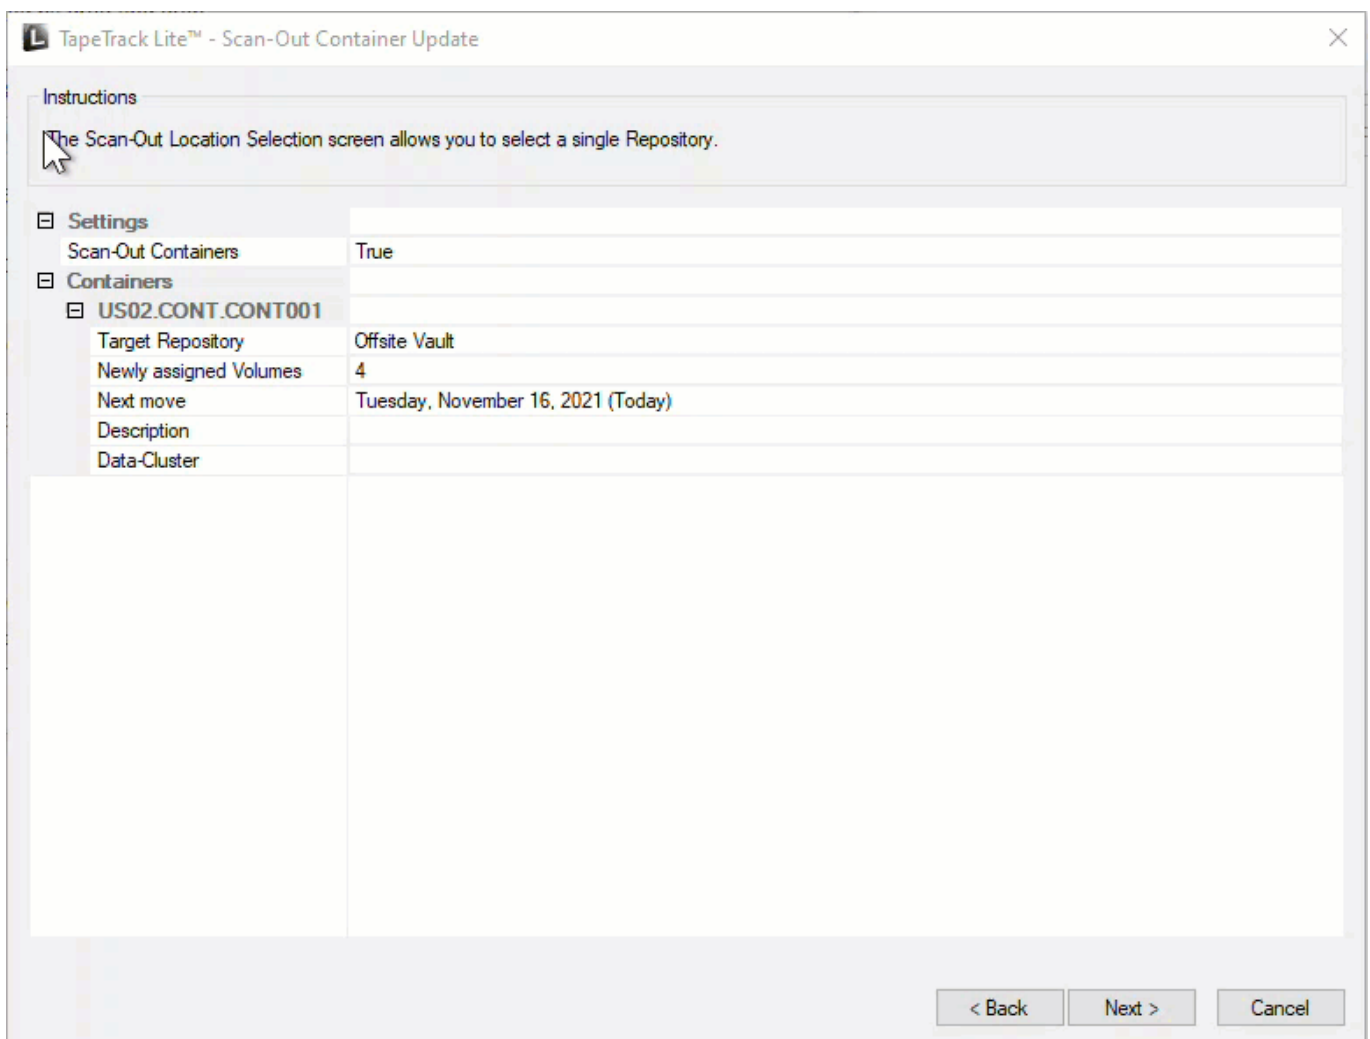 TapeTrack Lite™ - Scan-Out Container Update
Instructions
The Scan-Out Location Selection screen allows you to select a single Repository.
Settings
Scan-Out Containers True
Containers
US02.CONT.CONT001
Target Repository Offsite Vault
Newly assigned Volumes 4
Next move Tuesday, November 16, 2021 (Today)
Description
Data-Cluster
< Back Next > Cancel